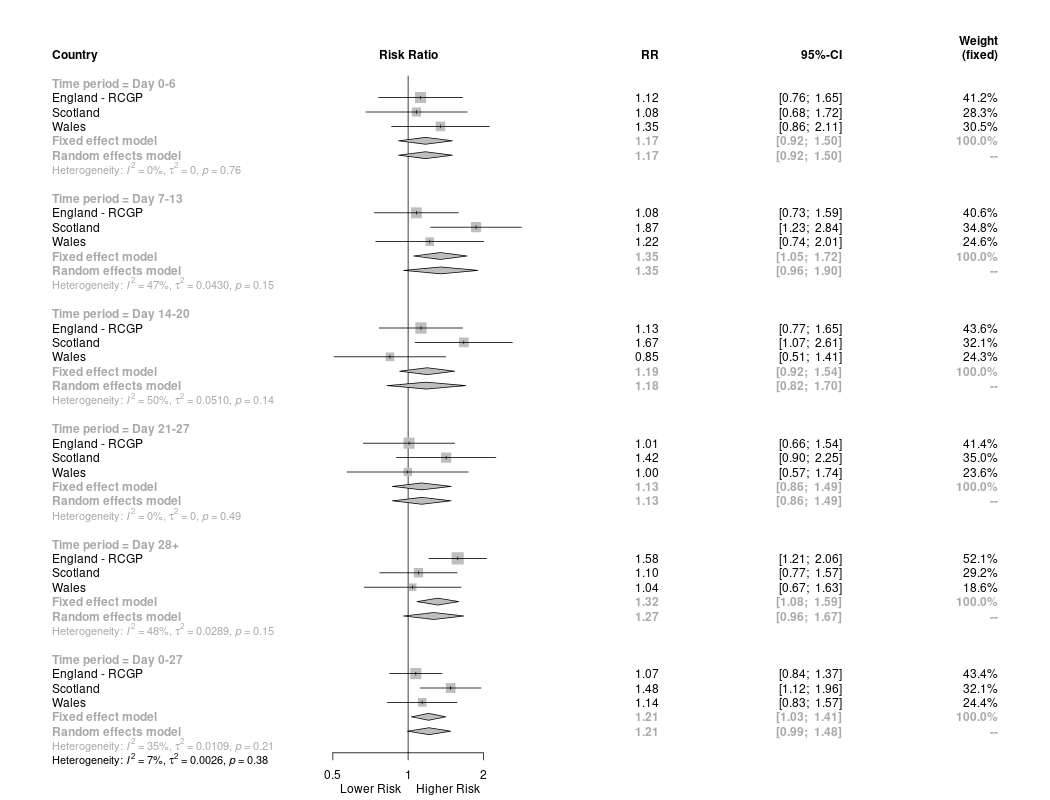 Country Risk Ratio RR 95%-CI Weight (fixed)
Time period = Day 0-6
England - RCGP 1.12 [0.76; 1.65] 41.2%
Scotland 1.08 [0.68; 1.72] 28.3%
Wales 1.35 [0.86; 2.11] 30.5%
Fixed effect model 1.17 [0.92; 1.50] 100.0%
Random effects model 1.17 [0.92; 1.50] --
Heterogeneity: I² = 0%, τ² = 0, p = 0.76
Time period = Day 7-13
England - RCGP 1.08 [0.73; 1.59] 40.6%
Scotland 1.87 [1.23; 2.84] 34.8%
Wales 1.22 [0.74; 2.01] 24.6%
Fixed effect model 1.35 [1.05; 1.72] 100.0%
Random effects model 1.35 [0.96; 1.90] --
Heterogeneity: I² = 47%, τ² = 0.0430, p = 0.15
Time period = Day 14-20
England - RCGP 1.13 [0.77; 1.65] 43.6%
Scotland 1.67 [1.07; 2.61] 32.1%
Wales 0.85 [0.51; 1.41] 24.3%
Fixed effect model 1.19 [0.92; 1.54] 100.0%
Random effects model 1.18 [0.82; 1.70] --
Heterogeneity: I² = 50%, τ² = 0.0510, p = 0.14
Time period = Day 21-27
England - RCGP 1.01 [0.66; 1.54] 41.4%
Scotland 1.42 [0.90; 2.25] 35.0%
Wales 1.00 [0.57; 1.74] 23.6%
Fixed effect model 1.13 [0.86; 1.49] 100.0%
Random effects model 1.13 [0.86; 1.49] --
Heterogeneity: I² = 0%, τ² = 0, p = 0.49
Time period = Day 28+
England - RCGP 1.58 [1.21; 2.06] 52.1%
Scotland 1.10 [0.77; 1.57] 29.2%
Wales 1.04 [0.67; 1.63] 18.6%
Fixed effect model 1.32 [1.08; 1.59] 100.0%
Random effects model 1.27 [0.96; 1.67] --
Heterogeneity: I² = 48%, τ² = 0.0289, p = 0.15
Time period = Day 0-27
England - RCGP 1.07 [0.84; 1.37] 43.4%
Scotland 1.48 [1.12; 1.96] 32.1%
Wales 1.14 [0.83; 1.57] 24.4%
Fixed effect model 1.21 [1.03; 1.41] 100.0%
Random effects model 1.21 [0.99; 1.48] --
Heterogeneity: I² = 35%, τ² = 0.0109, p = 0.21
Heterogeneity: I² = 7%, τ² = 0.0026, p = 0.38
0.5 1 2
Lower Risk Higher Risk